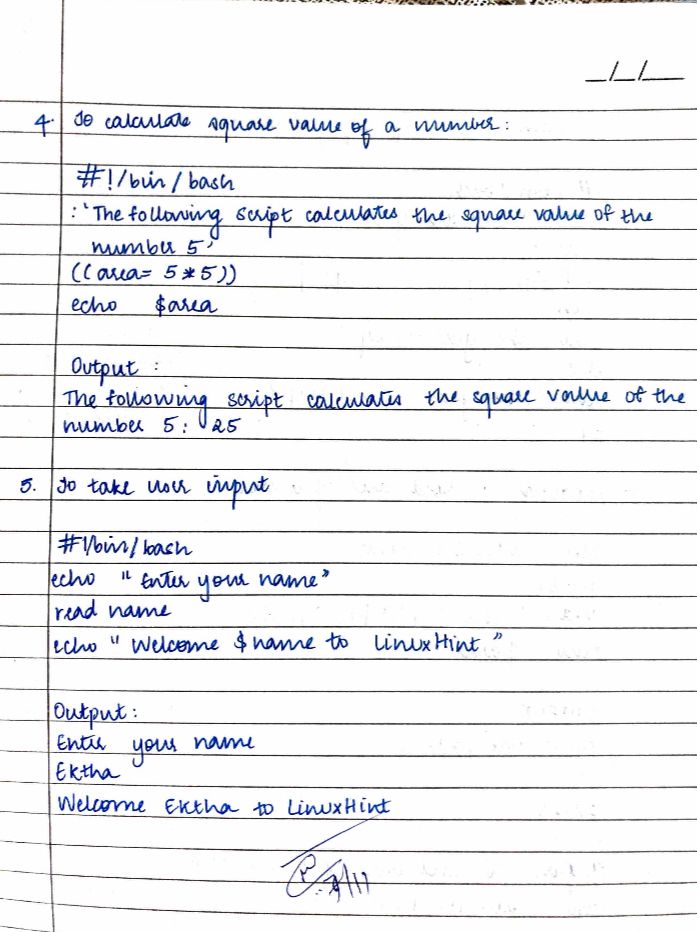 _/_/_
4. To calculate square value of a number:
#!/bin/bash
: 'The following script calculates the square value of the
number 5'
((area= 5*5))
echo $area
Output :
The following script calculates the square value of the
number 5: 25
5. To take user input
#!/bin/bash
echo "Enter your name"
read name
echo "Welcome $name to LinuxHint"
Output:
Enter your name
Ektha
Welcome Ektha to LinuxHint